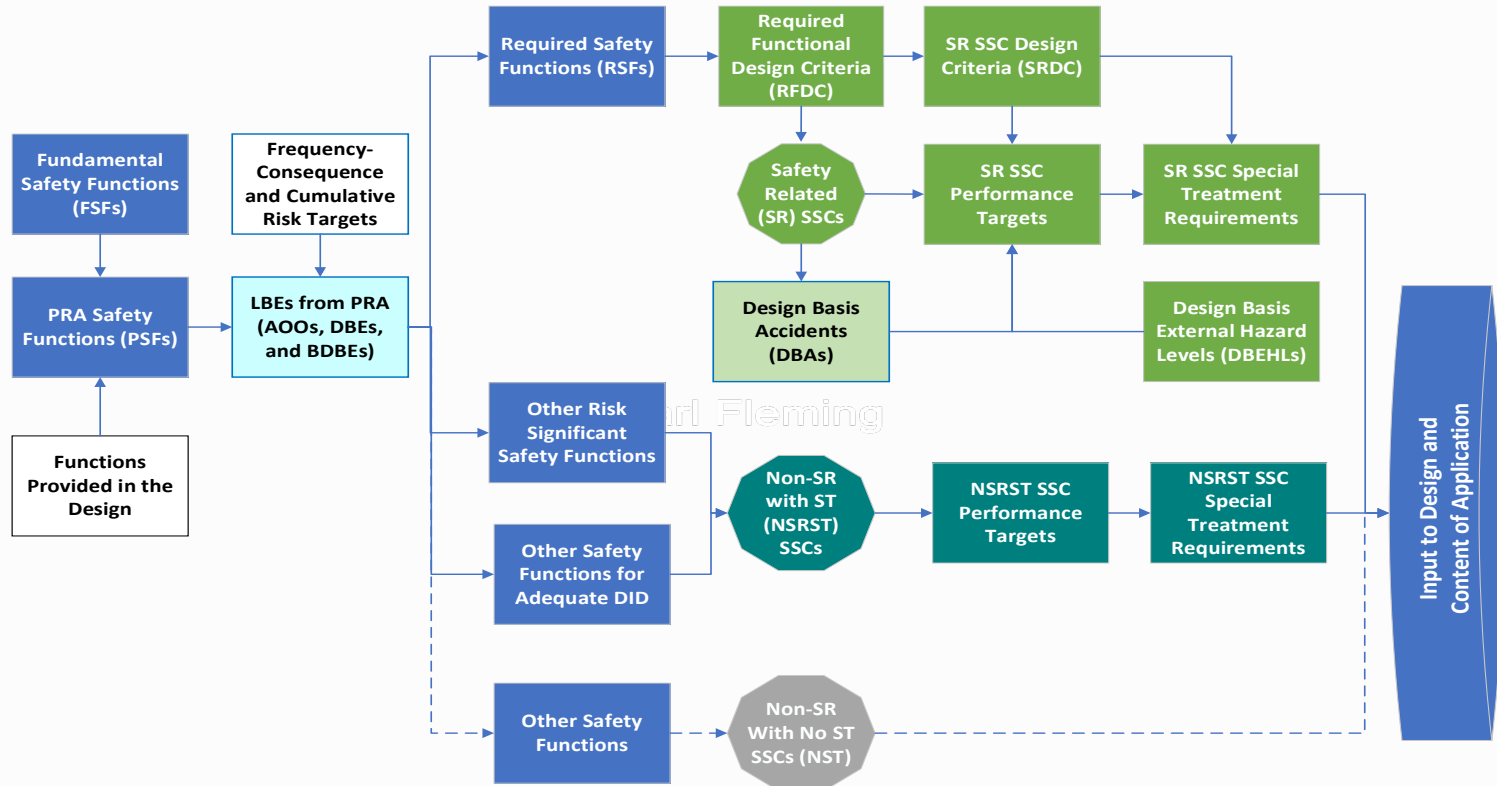 Required Safety
Functions (RSFs)
Required
Functional
Design Criteria
(RFDC)
SR SSC Design
Criteria (SRDC)
Fundamental
Safety Functions
(FSFs)
Frequency-
Consequence
and Cumulative
Risk Targets
Safety
Related
(SR) SSCs
SR SSC
Performance
Targets
SR SSC Special
Treatment
Requirements
PRA Safety
Functions (PSFs)
LBEs from PRA
(AOOs, DBEs,
and BDBEs)
Design Basis
Accidents
(DBAs)
Design Basis
External Hazard
Levels (DBEHLs)
Functions
Provided in the
Design
Other Risk
Significant
Safety Functions
Fleming
Non-SR
with ST
(NSRST)
SSCs
NSRST SSC
Performance
Targets
NSRST SSC
Special
Treatment
Requirements
Other Safety
Functions for
Adequate DID
Other Safety
Functions
Non-SR
With No ST
SSCs (NST)
Input to Design and
Content of Application